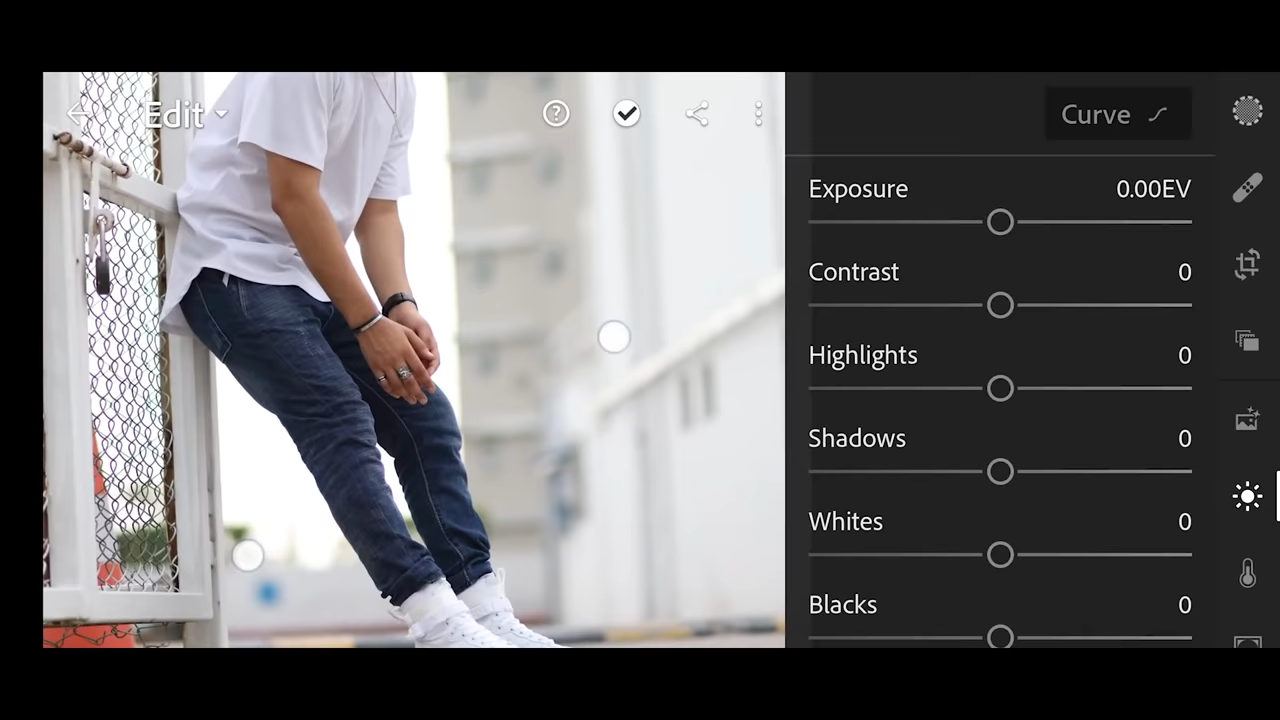 Edit
Curve
Exposure 0.00EV
Contrast 0
Highlights 0
Shadows 0
Whites 0
Blacks 0